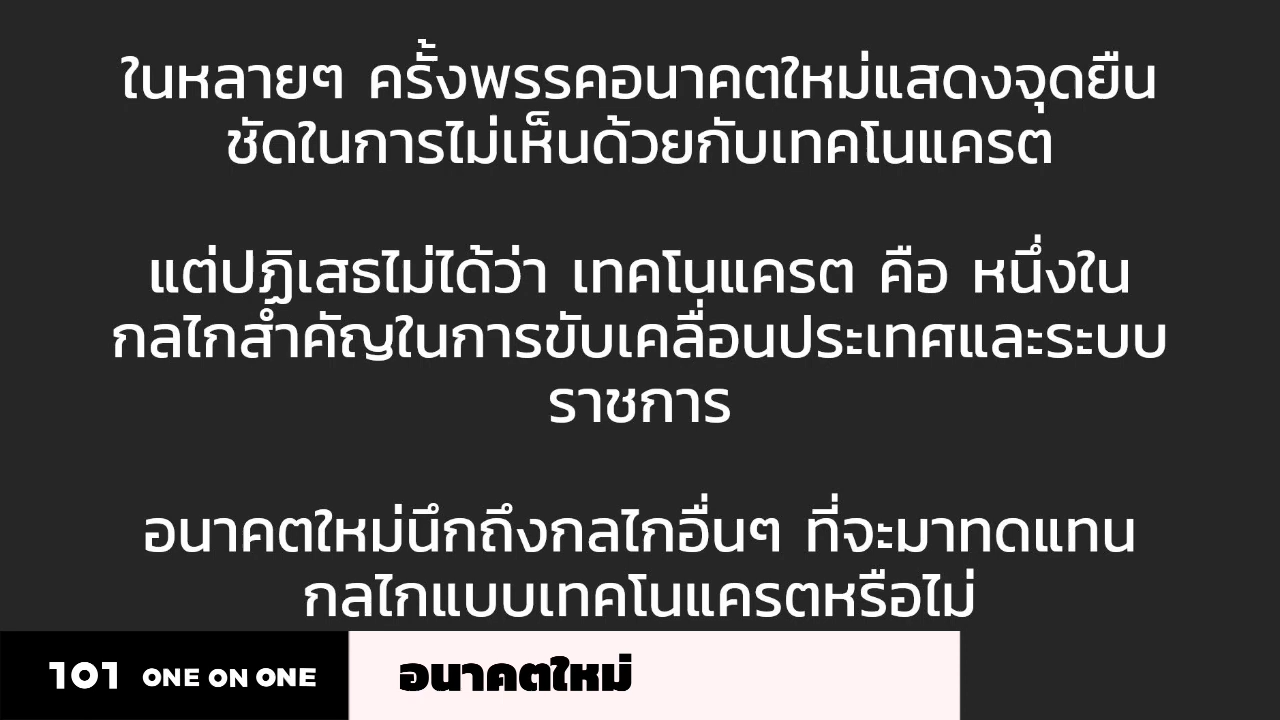 ในหลายๆ ครั้งพรรคอนาคตใหม่แสดงจุดยืน
ชัดในการไม่เห็นด้วยกับเทคโนแครต
แต่ปฏิเสธไม่ได้ว่า เทคโนแครต คือ หนึ่งใน
กลไกสำคัญในการขับเคลื่อนประเทศและระบบ
ราชการ
อนาคตใหม่นึกถึงกลไกอื่นๆ ที่จะมาทดแทน
กลไกแบบเทคโนแครตหรือไม่
101 ONE ON ONE
อนาคตใหม่